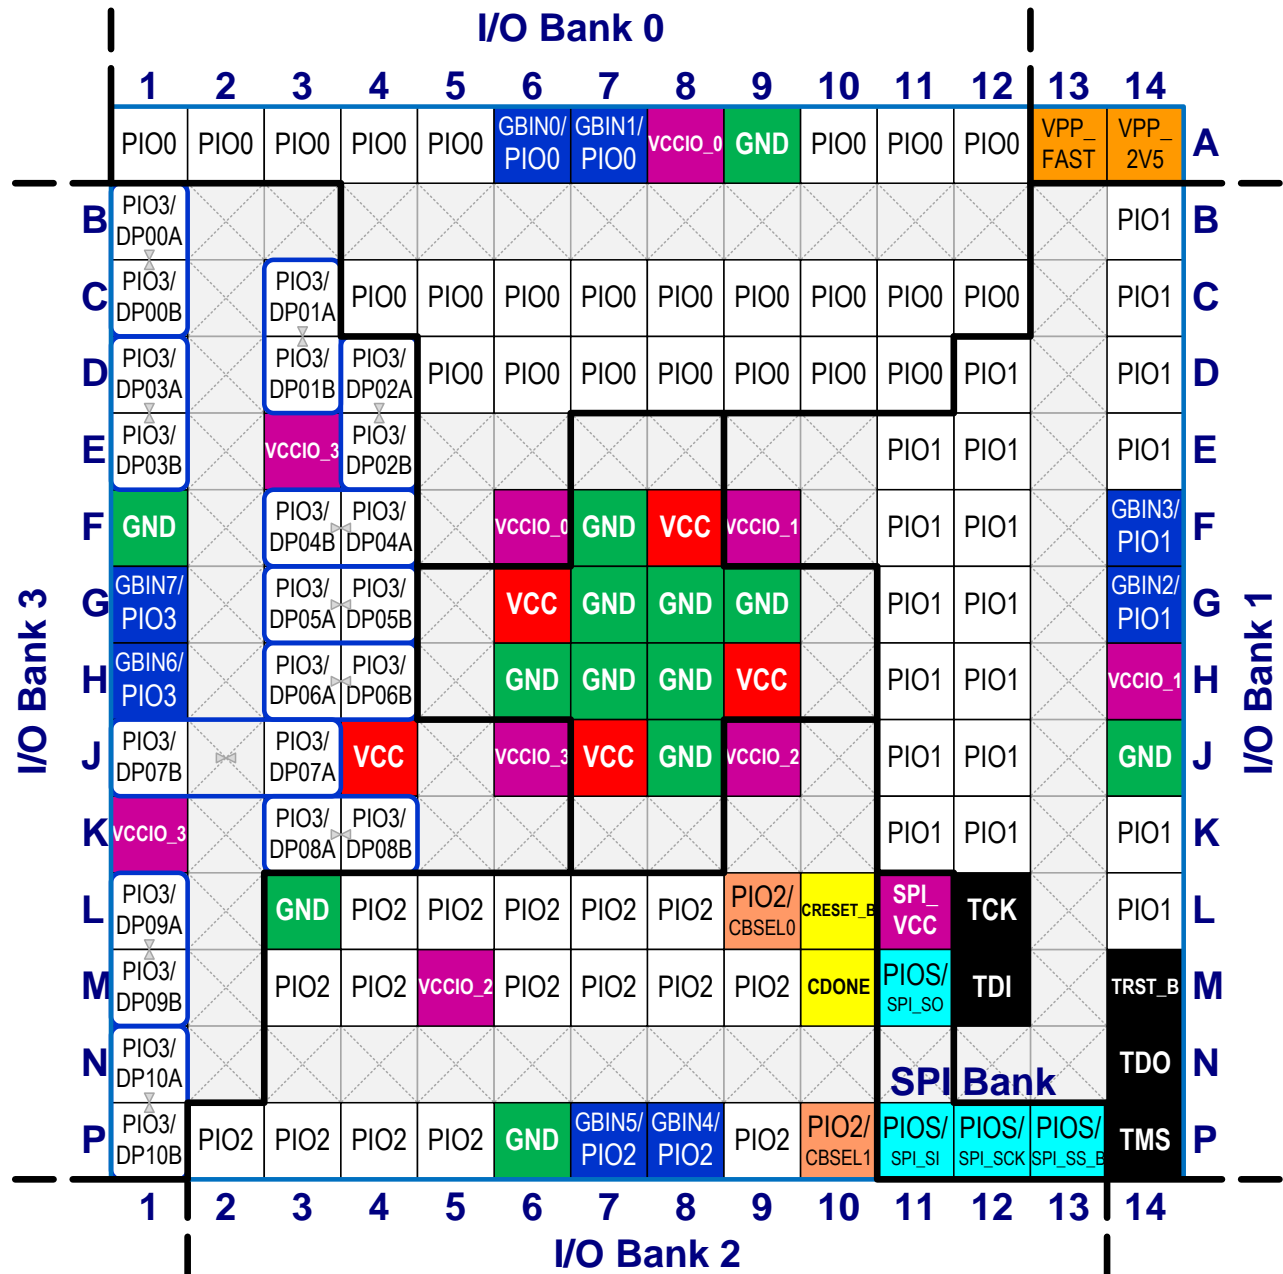 I/O Bank 0
1 2 3 4 5 6 7 8 9 10 11 12 13 14
PIO0 PIO0 PIO0 PIO0 PIO0 GBIN0/ PIO0 GBIN1/ PIO0 VCCIO_0 GND PIO0 PIO0 PIO0 VPP_ FAST VPP_ 2V5 A
B PIO3/ DP00A PIO1 B
C PIO3/ DP00B PIO3/ DP01A PIO0 PIO0 PIO0 PIO0 PIO0 PIO0 PIO0 PIO0 PIO0 PIO1 C
D PIO3/ DP03A PIO3/ DP01B PIO3/ DP02A PIO0 PIO0 PIO0 PIO0 PIO0 PIO0 PIO0 PIO1 PIO1 D
E PIO3/ DP03B VCCIO_3 PIO3/ DP02B PIO1 PIO1 PIO1 E
F GND PIO3/ DP04B PIO3/ DP04A VCCIO_0 GND VCC VCCIO_1 PIO1 PIO1 GBIN3/ PIO1 F
G GBIN7/ PIO3 PIO3/ DP05A PIO3/ DP05B VCC GND GND GND PIO1 PIO1 GBIN2/ PIO1 G
H GBIN6/ PIO3 PIO3/ DP06A PIO3/ DP06B GND GND GND VCC PIO1 PIO1 VCCIO_1 H
J PIO3/ DP07B PIO3/ DP07A VCC VCCIO_3 VCC GND VCCIO_2 PIO1 PIO1 GND J
K VCCIO_3 PIO3/ DP08A PIO3/ DP08B PIO1 PIO1 PIO1 K
L PIO3/ DP09A GND PIO2 PIO2 PIO2 PIO2 PIO2 PIO2/ CBSEL0 CRESET_B SPI_ VCC TCK PIO1 L
M PIO3/ DP09B PIO2 PIO2 VCCIO_2 PIO2 PIO2 PIO2 PIO2 CDONE PIOS/ SPI_SO TDI TRST_B M
N PIO3/ DP10A SPI Bank TDO N
P PIO3/ DP10B PIO2 PIO2 PIO2 PIO2 GND GBIN5/ PIO2 GBIN4/ PIO2 PIO2 PIO2/ CBSEL1 PIOS/ SPI_SI PIOS/ SPI_SCK PIOS/ SPI_SS_B TMS P
1 2 3 4 5 6 7 8 9 10 11 12 13 14
I/O Bank 2
I/O Bank 3
I/O Bank 1